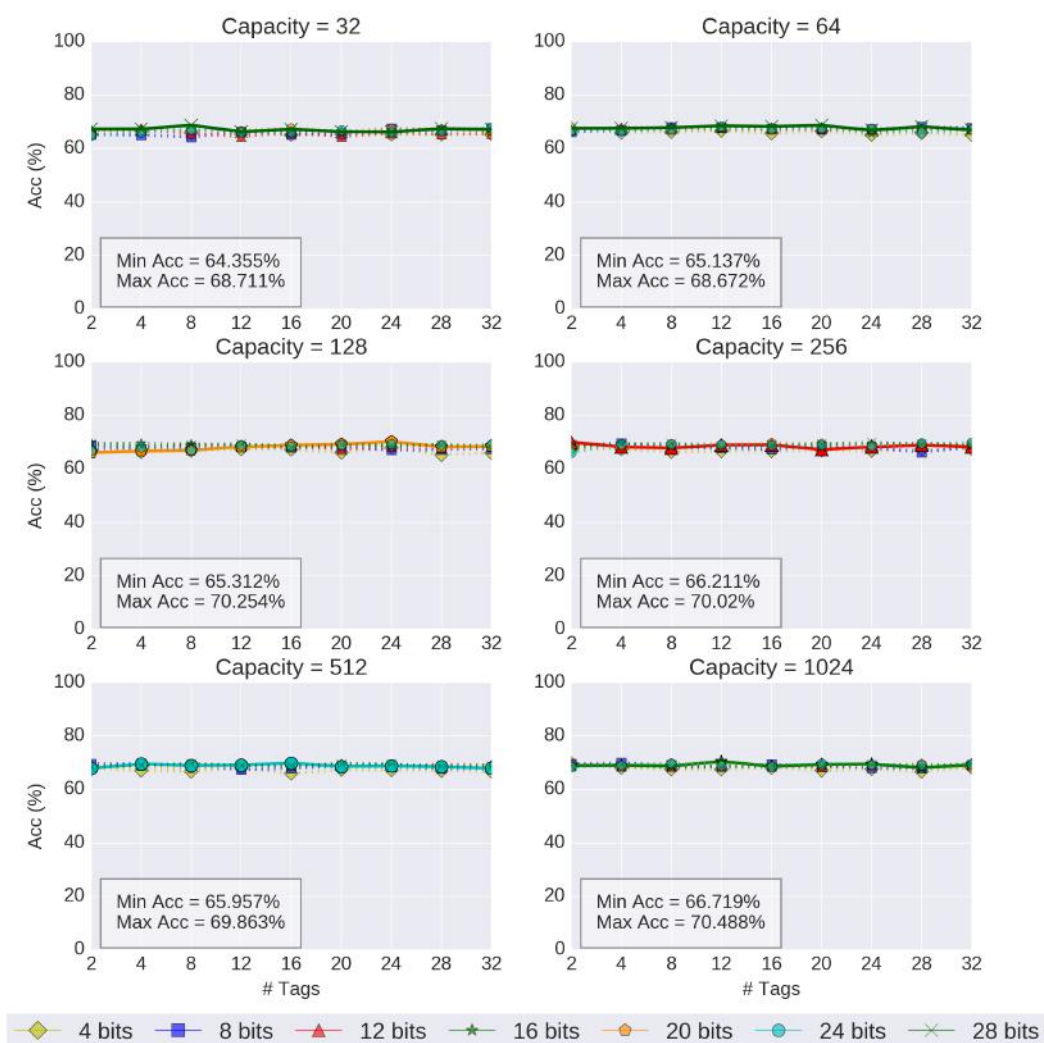 Capacity = 32
Capacity = 64
100
80
60
40
20
0
Acc (%)
Min Acc = 64.355%
Max Acc = 68.711%
2 4 8 12 16 20 24 28 32
100
80
60
40
20
0
Min Acc = 65.137%
Max Acc = 68.672%
2 4 8 12 16 20 24 28 32
Capacity = 128
Capacity = 256
100
80
60
40
20
0
Acc (%)
Min Acc = 65.312%
Max Acc = 70.254%
2 4 8 12 16 20 24 28 32
100
80
60
40
20
0
Min Acc = 66.211%
Max Acc = 70.02%
2 4 8 12 16 20 24 28 32
Capacity = 512
Capacity = 1024
100
80
60
40
20
0
Acc (%)
Min Acc = 65.957%
Max Acc = 69.863%
2 4 8 12 16 20 24 28 32
# Tags
100
80
60
40
20
0
Min Acc = 66.719%
Max Acc = 70.488%
2 4 8 12 16 20 24 28 32
# Tags
4 bits 8 bits 12 bits 16 bits 20 bits 24 bits 28 bits